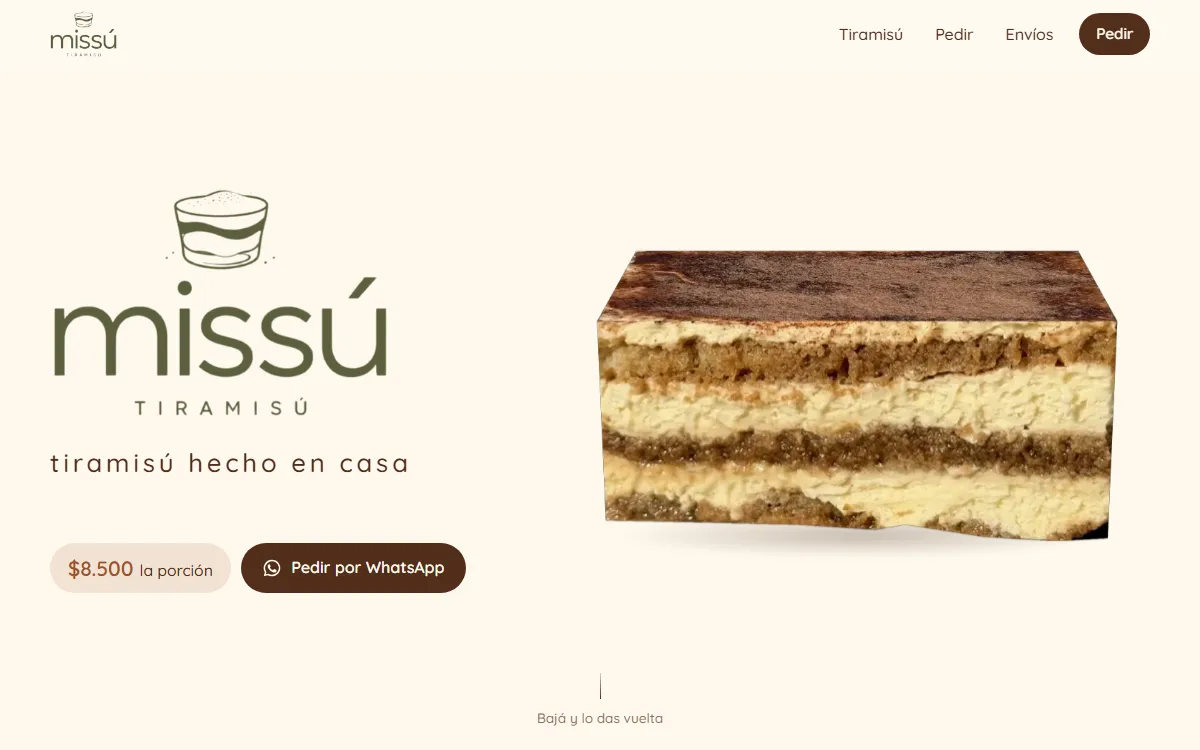 missú
TIRAMISÚ
Tiramisú
Pedir
Envíos
Pedir
missú
TIRAMISÚ
tiramisú hecho en casa
$8.500 la porción
Pedir por WhatsApp
Bajá y lo das vuelta